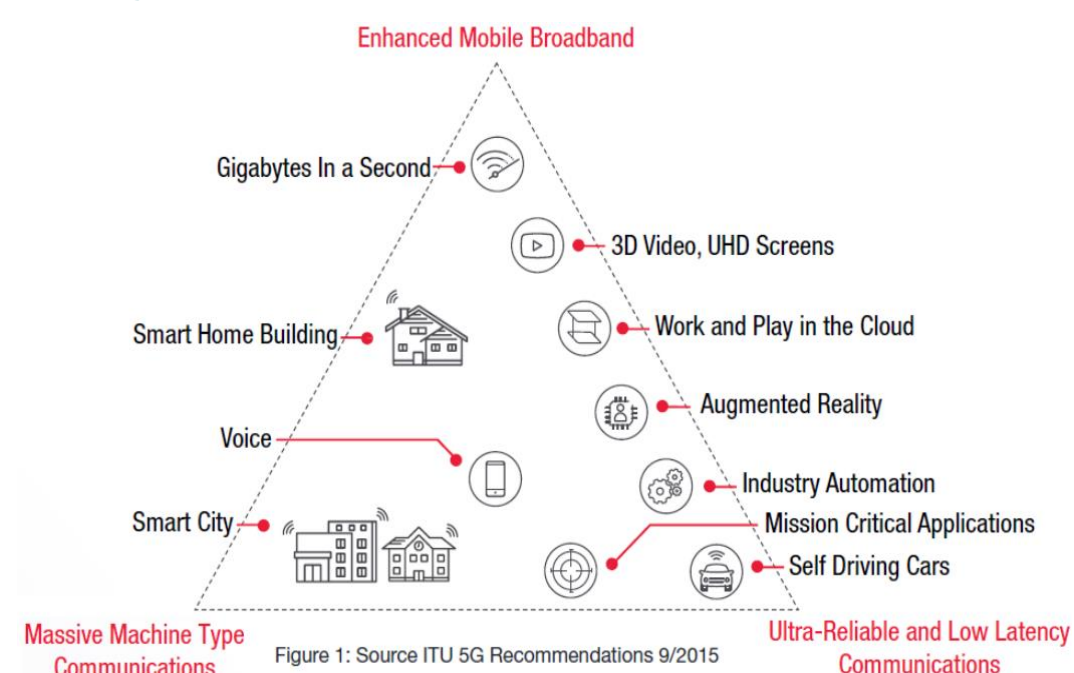 Enhanced Mobile Broadband
Gigabytes In a Second
3D Video, UHD Screens
Smart Home Building
Work and Play in the Cloud
Augmented Reality
Voice
Industry Automation
Smart City
Mission Critical Applications
Self Driving Cars
Massive Machine Type
Communications
Ultra-Reliable and Low Latency
Communications
Figure 1: Source ITU 5G Recommendations 9/2015